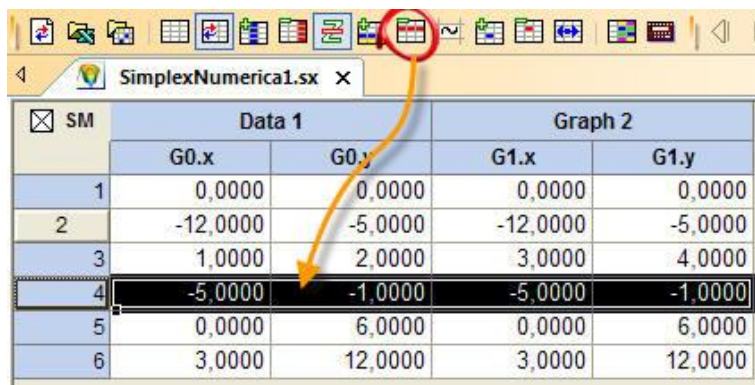 SimplexNumerica1.sx
SM Data 1 Graph 2
G0.x G0.y G1.x G1.y
1 0,0000 0,0000 0,0000 0,0000
2 -12,0000 -5,0000 -12,0000 -5,0000
3 1,0000 2,0000 3,0000 4,0000
4 -5,0000 -1,0000 -5,0000 -1,0000
5 0,0000 6,0000 0,0000 6,0000
6 3,0000 12,0000 3,0000 12,0000